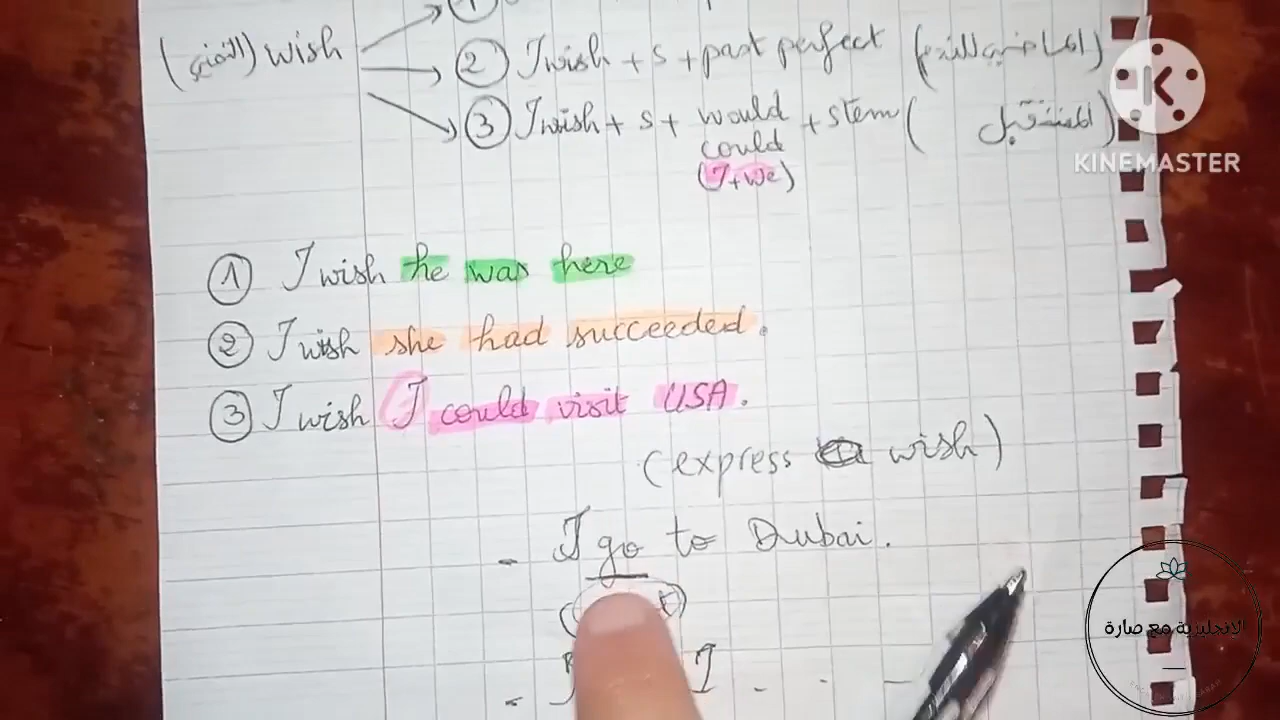 (التمني) wish
① 
② I wish + s + past perfect (الماضي للندم)
③ I wish + s + would + stem (المستقبل)
could
(I + we)
KINEMASTER
① I wish he was here
② I wish she had succeeded.
③ I wish I could visit USA.
(express wish)
- I go to Dubai.
الانجليزية مع صارة
- I